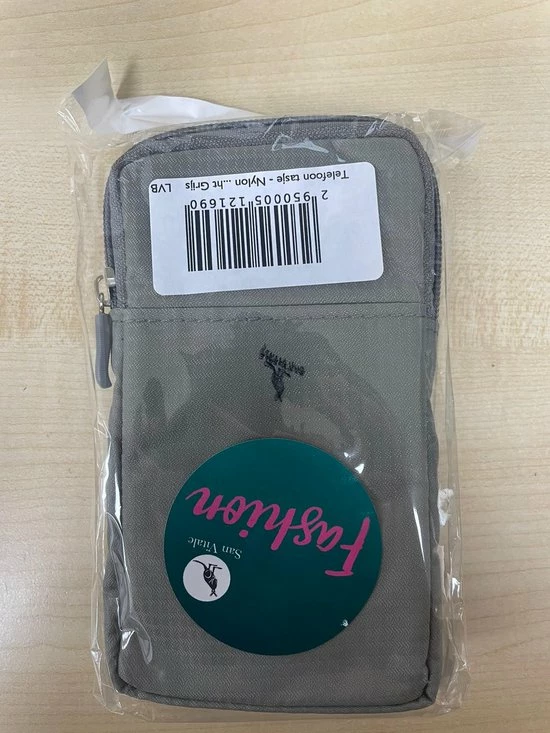 Telefoon tasje - Nylon ...ht Grijs LVB
2 950005 121690
Fashion
San Vitale